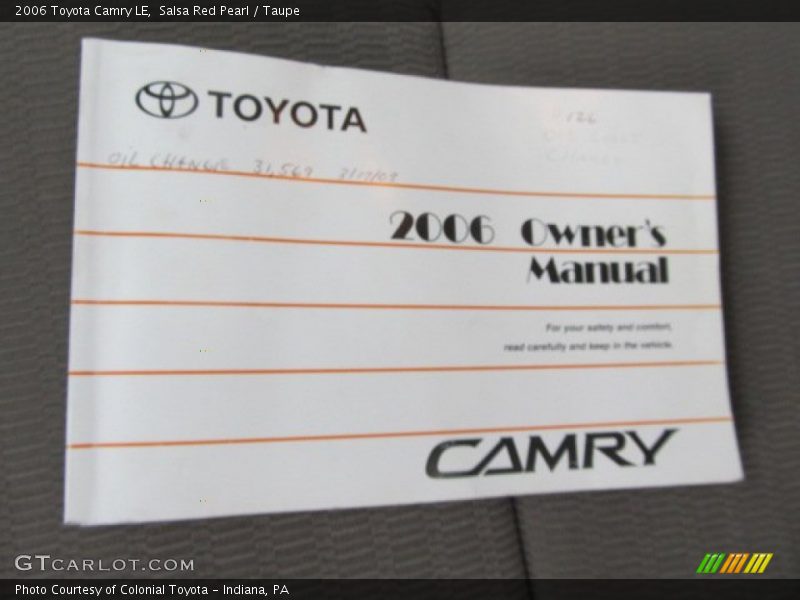 2006 Toyota Camry LE,  Salsa Red Pearl / Taupe
TOYOTA
126
OIL CHANGE 31,569
2006 Owner's
Manual
For your safety and comfort,
read carefully and keep in the vehicle.
CAMRY
GTCARLOT.COM
Photo Courtesy of Colonial Toyota – Indiana, PA